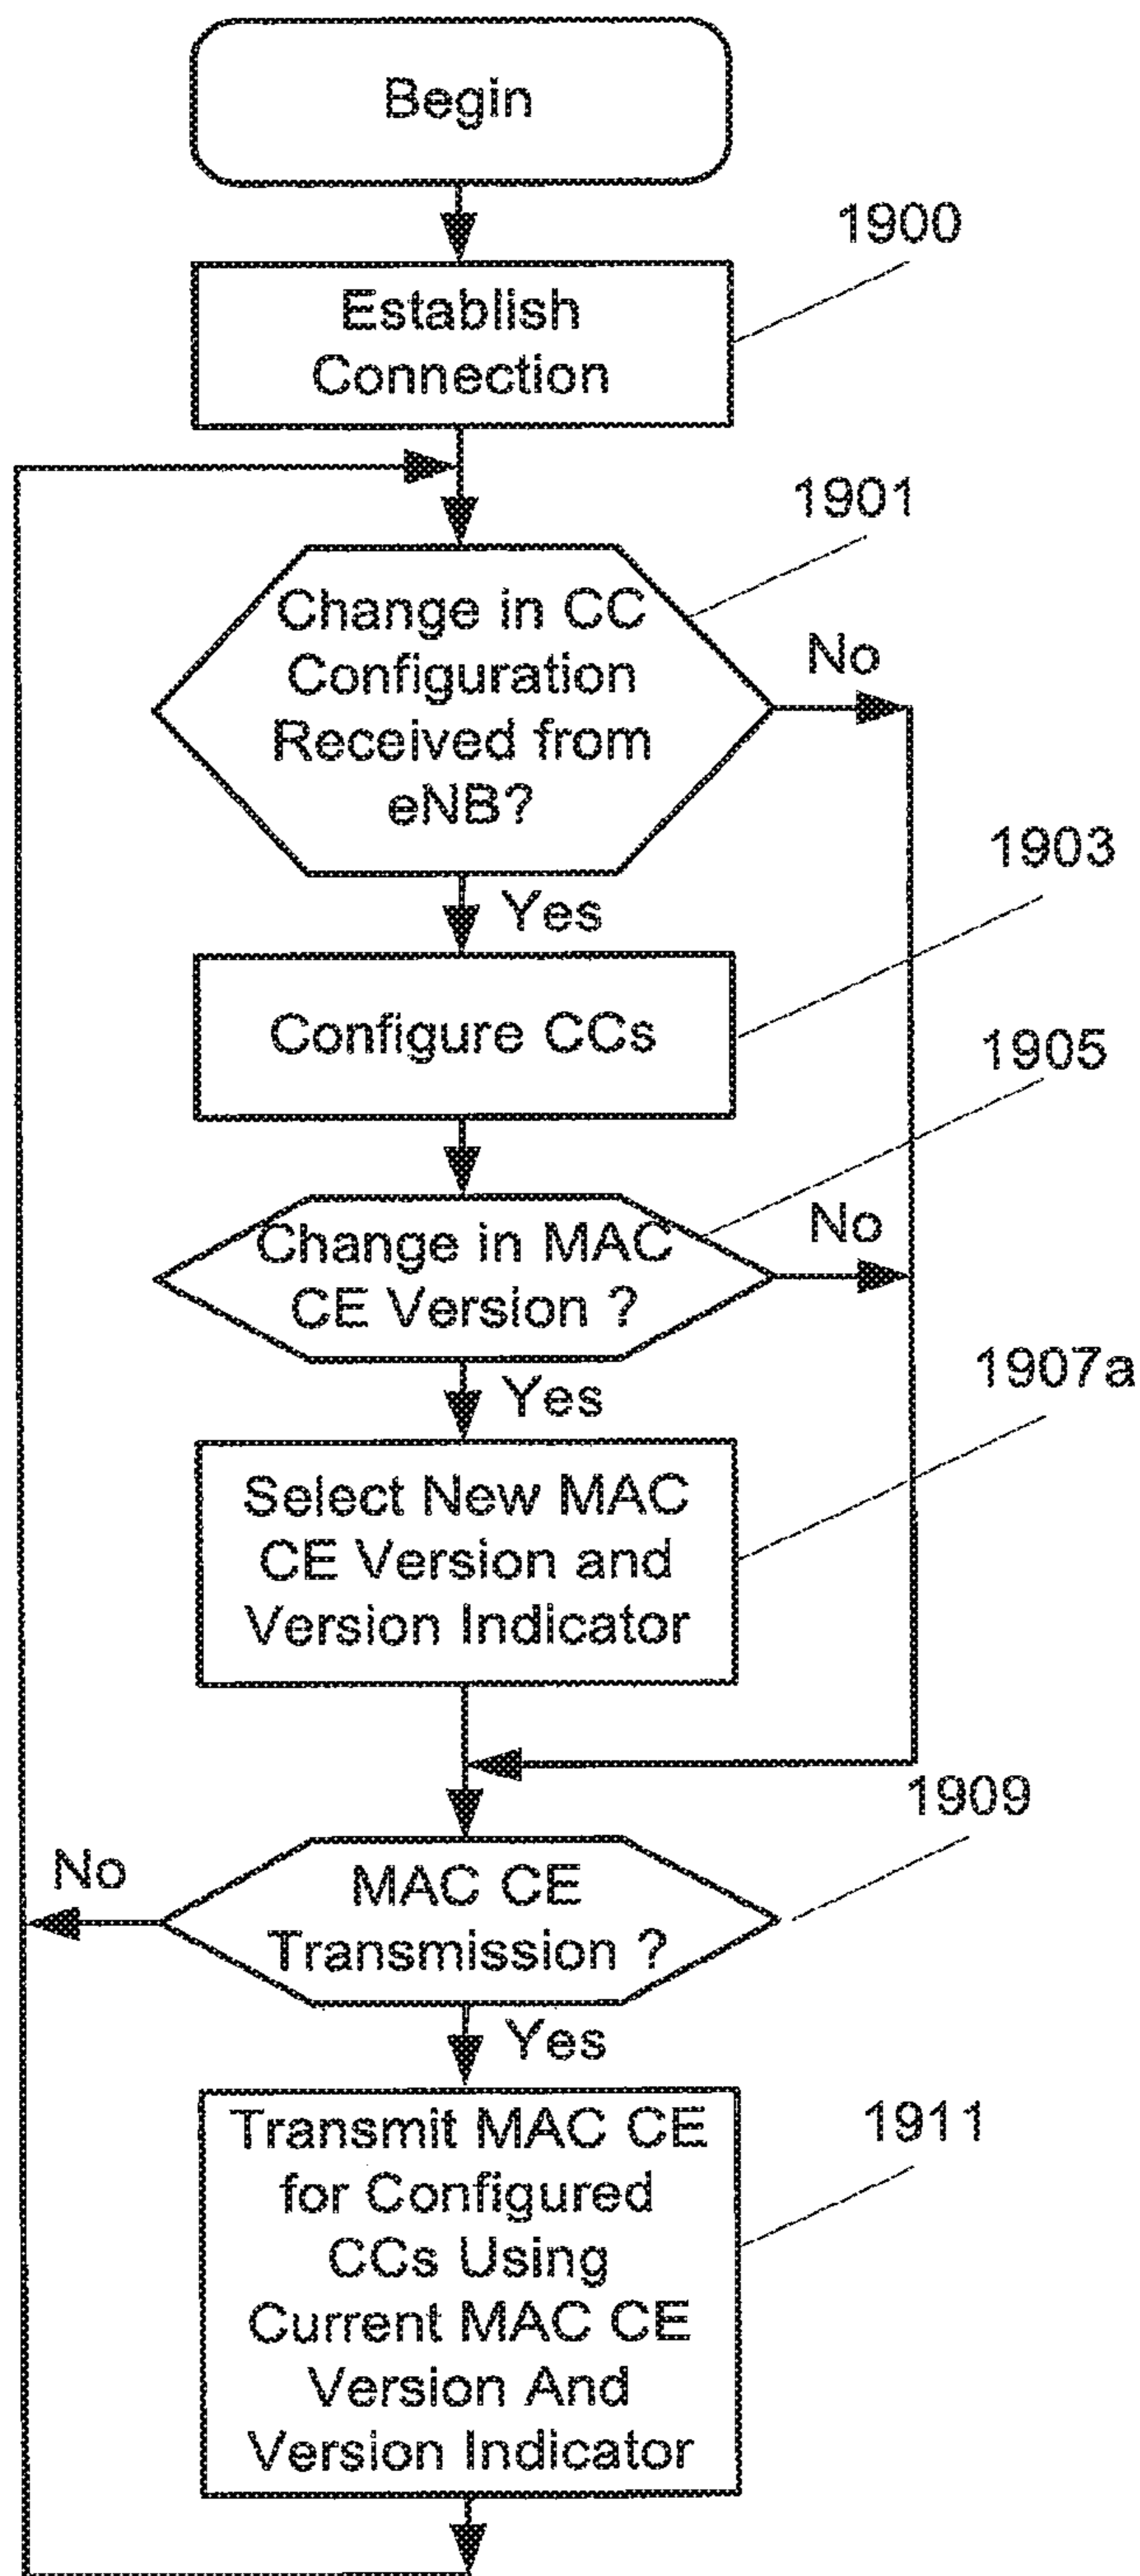 Begin
1900
Establish
Connection
1901
Change in CC
Configuration
Received from
eNB?
No
Yes
1903
Configure CCs
1905
Change in MAC
CE Version ?
No
Yes
1907a
Select New MAC
CE Version and
Version Indicator
1909
MAC CE
Transmission ?
No
Yes
1911
Transmit MAC CE
for Configured
CCs Using
Current MAC CE
Version And
Version Indicator